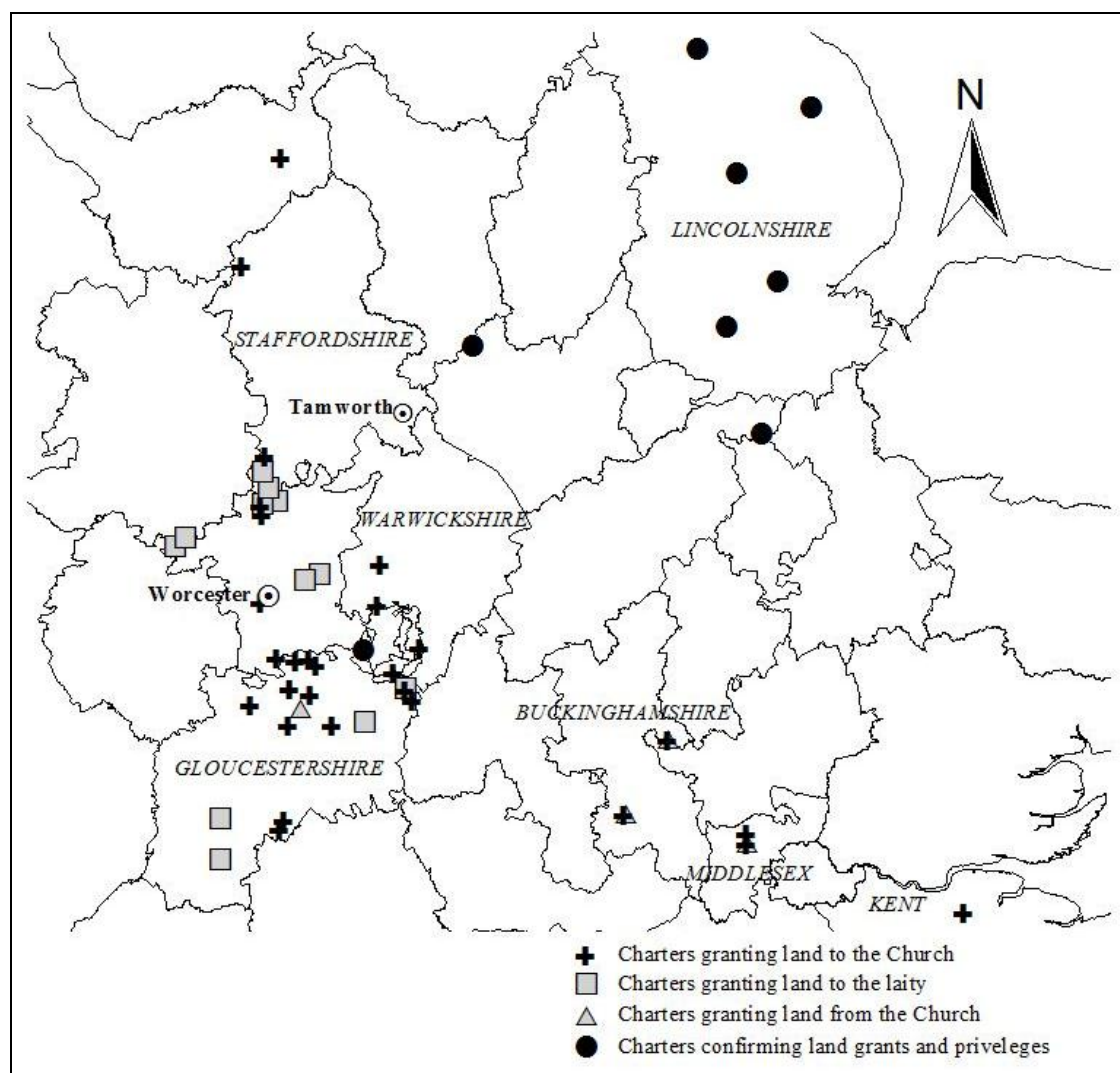 N
LINCOLNSHIRE
STAFFORDSHIRE
Tamworth
WARWICKSHIRE
Worcester
BUCKINGHAMSHIRE
GLOUCESTERSHIRE
MIDDLESEX
KENT
Charters granting land to the Church
Charters granting land to the laity
Charters granting land from the Church
Charters confirming land grants and priveleges